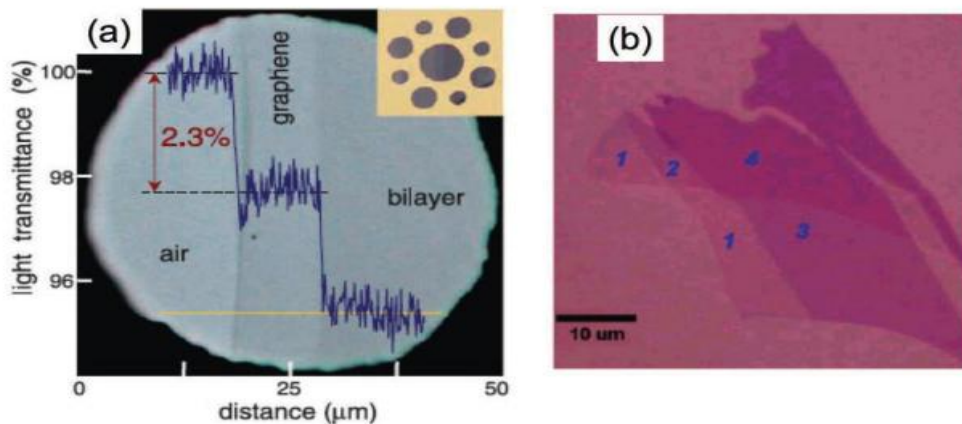 (a)
light transmittance (%)
100
98
96
2.3%
graphene
air
bilayer
0
25
50
distance (μm)
(b)
1
2
4
1
3
10 um